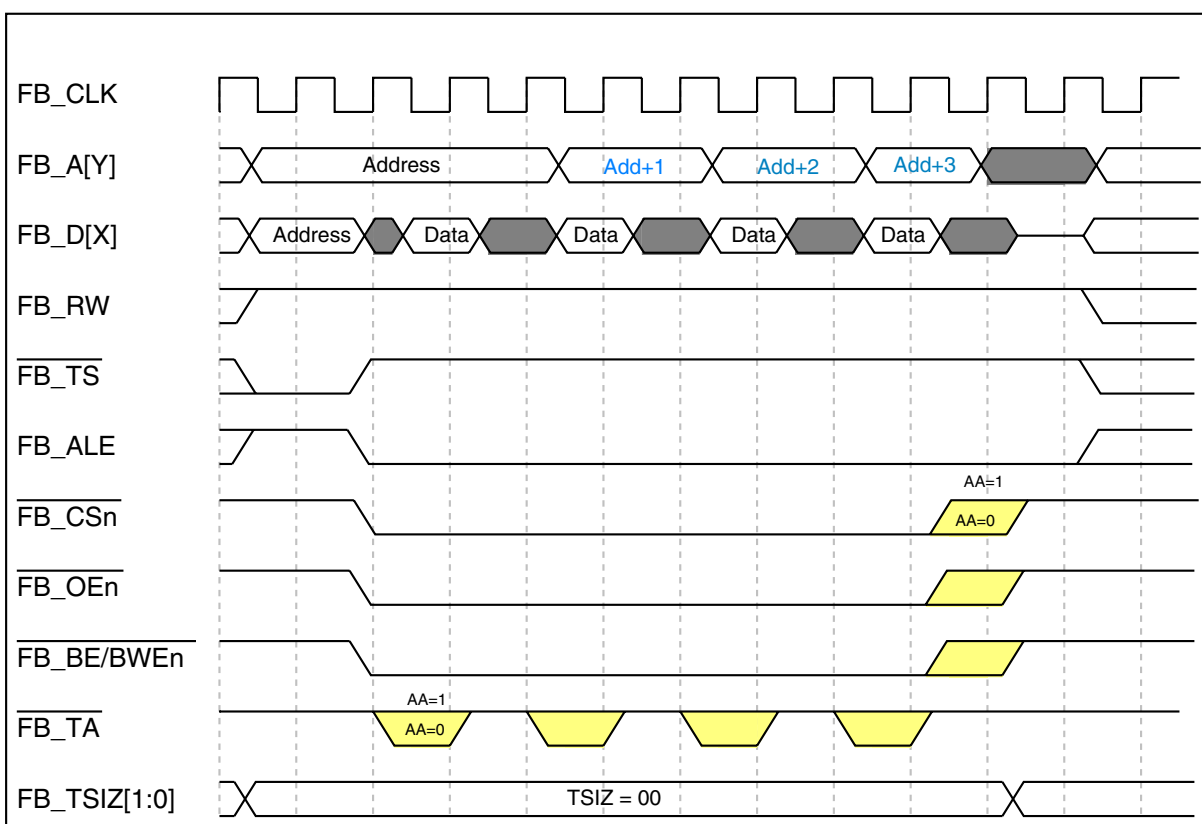 FB_CLK
FB_A[Y] Address Add+1 Add+2 Add+3
FB_D[X] Address Data Data Data Data
FB_RW
FB_TS
FB_ALE
AA=1
FB_CSn AA=0
FB_OEn
FB_BE/BWEn
AA=1
FB_TA AA=0
FB_TSIZ[1:0] TSIZ = 00